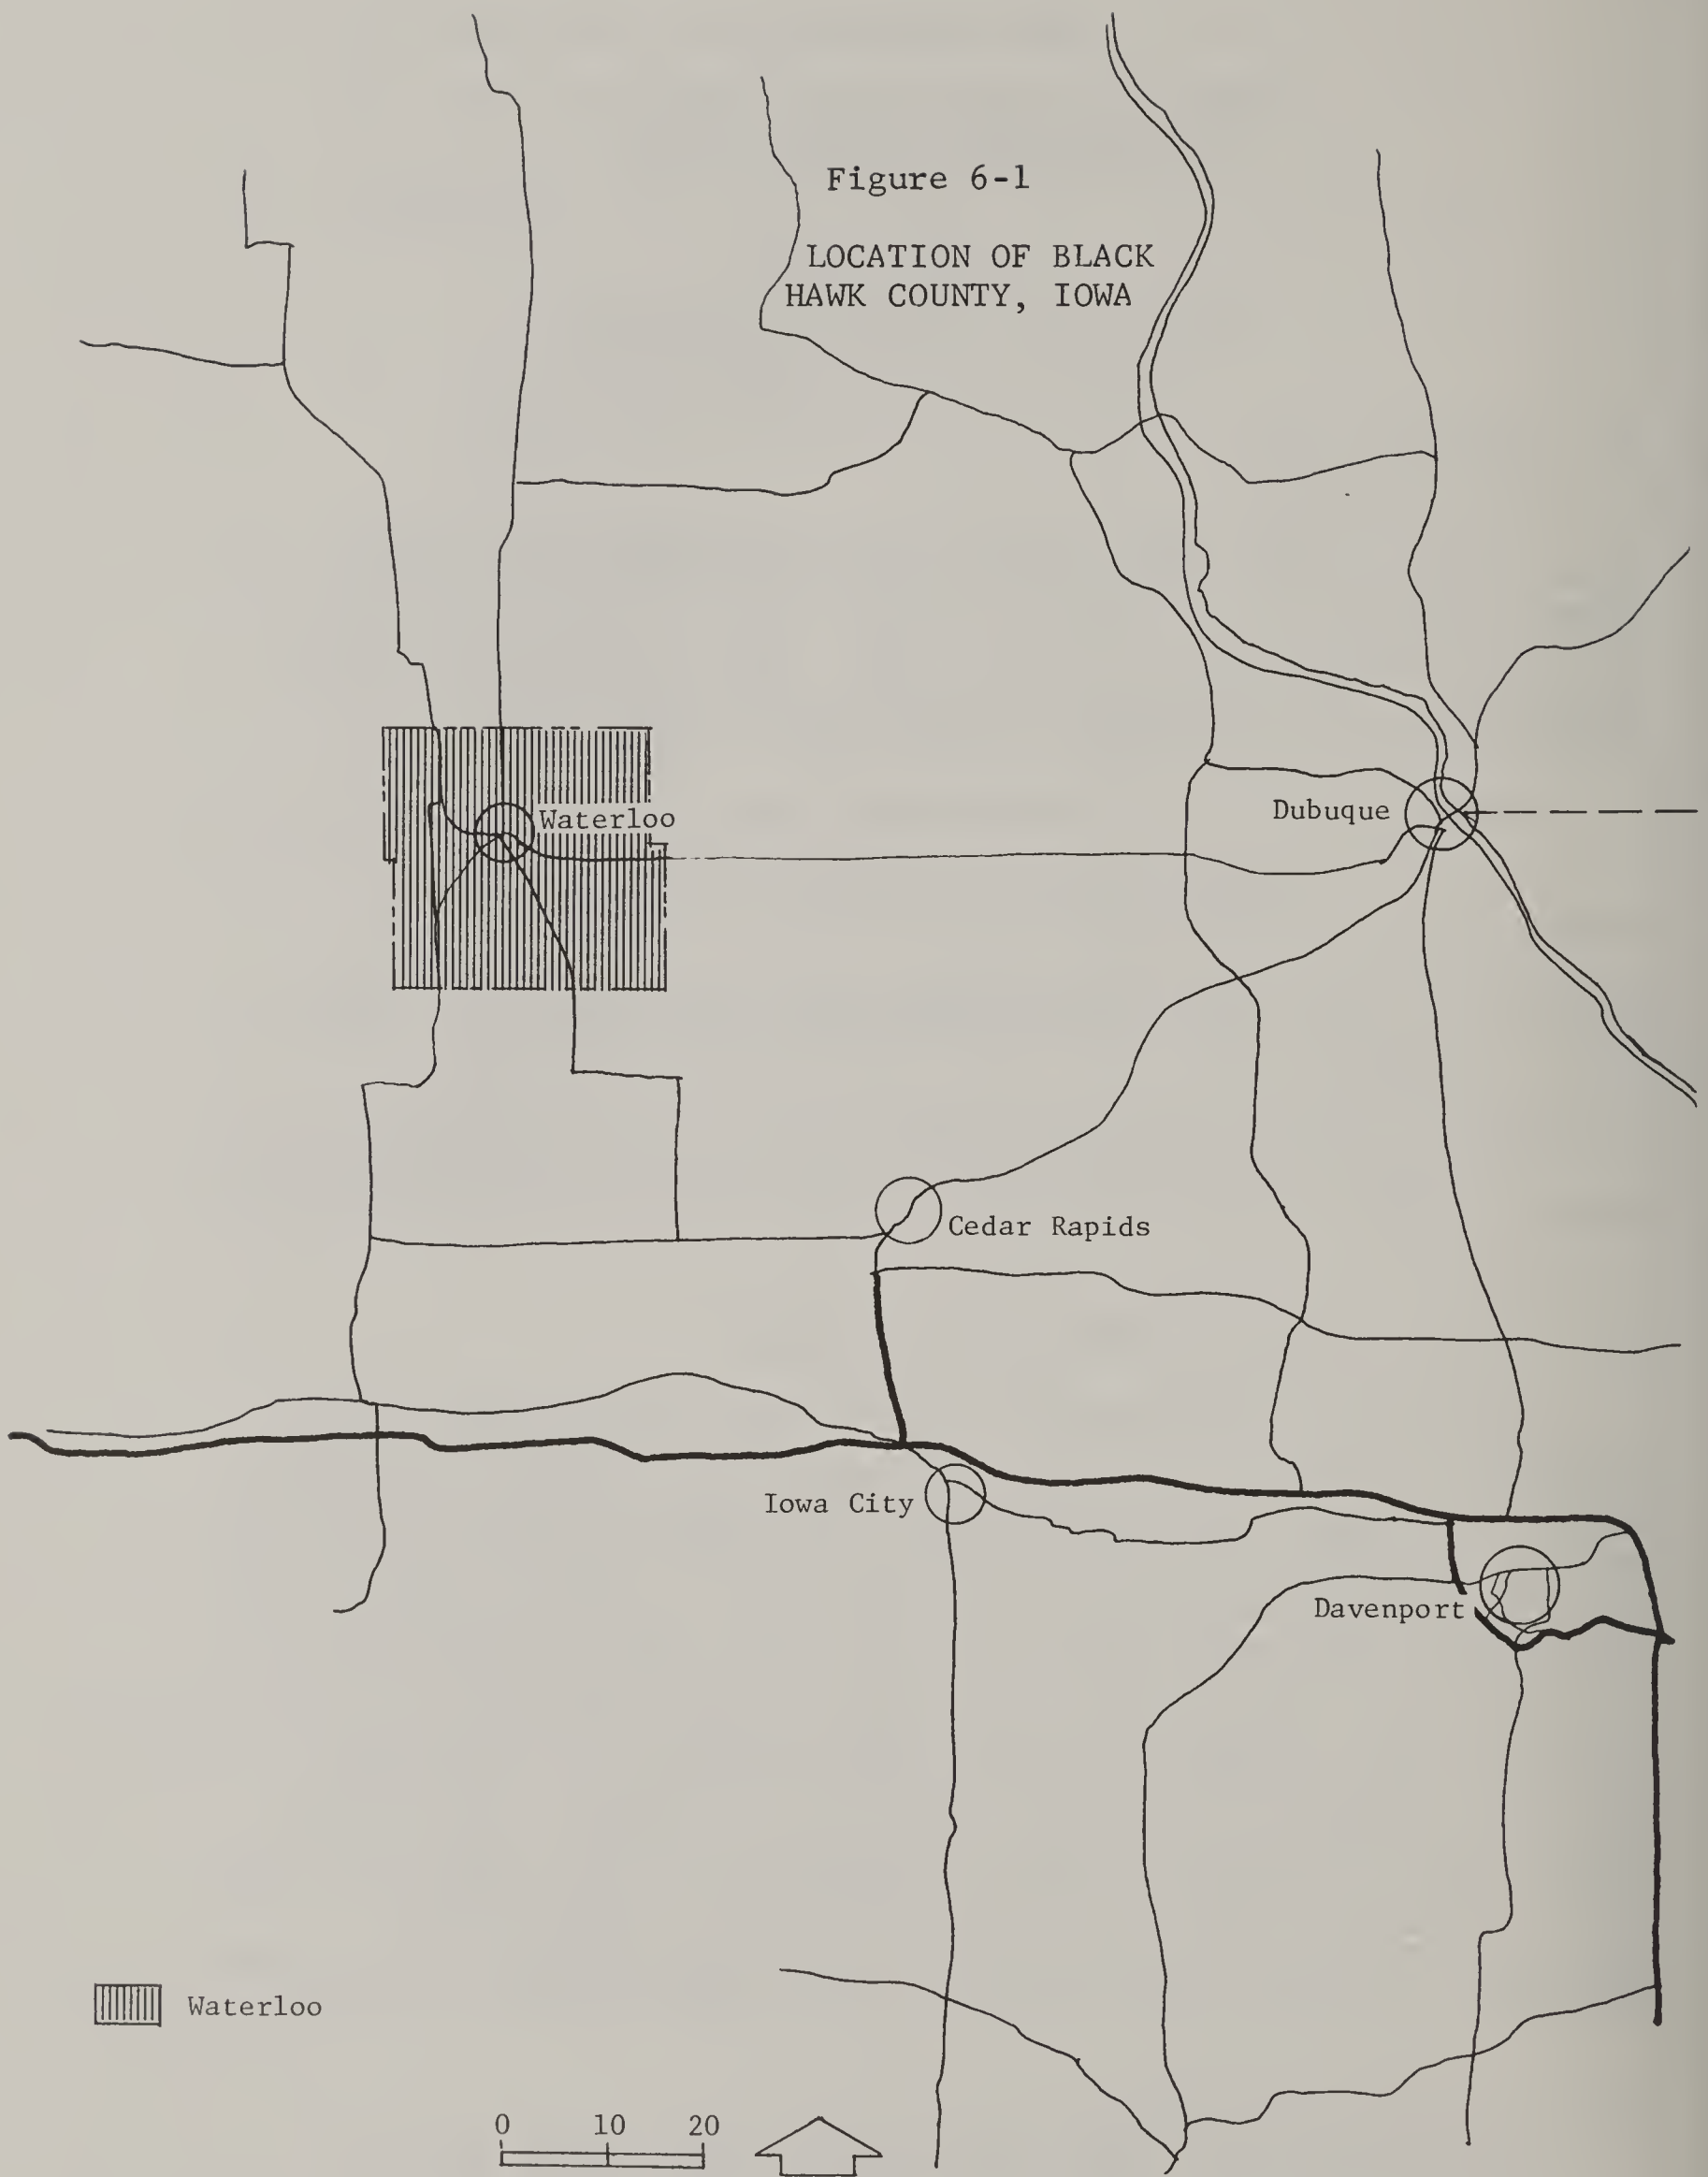 Figure 6-1
LOCATION OF BLACK
HAWK COUNTY, IOWA
Waterloo
Dubuque
Cedar Rapids
Iowa City
Davenport
Waterloo
0 10 20